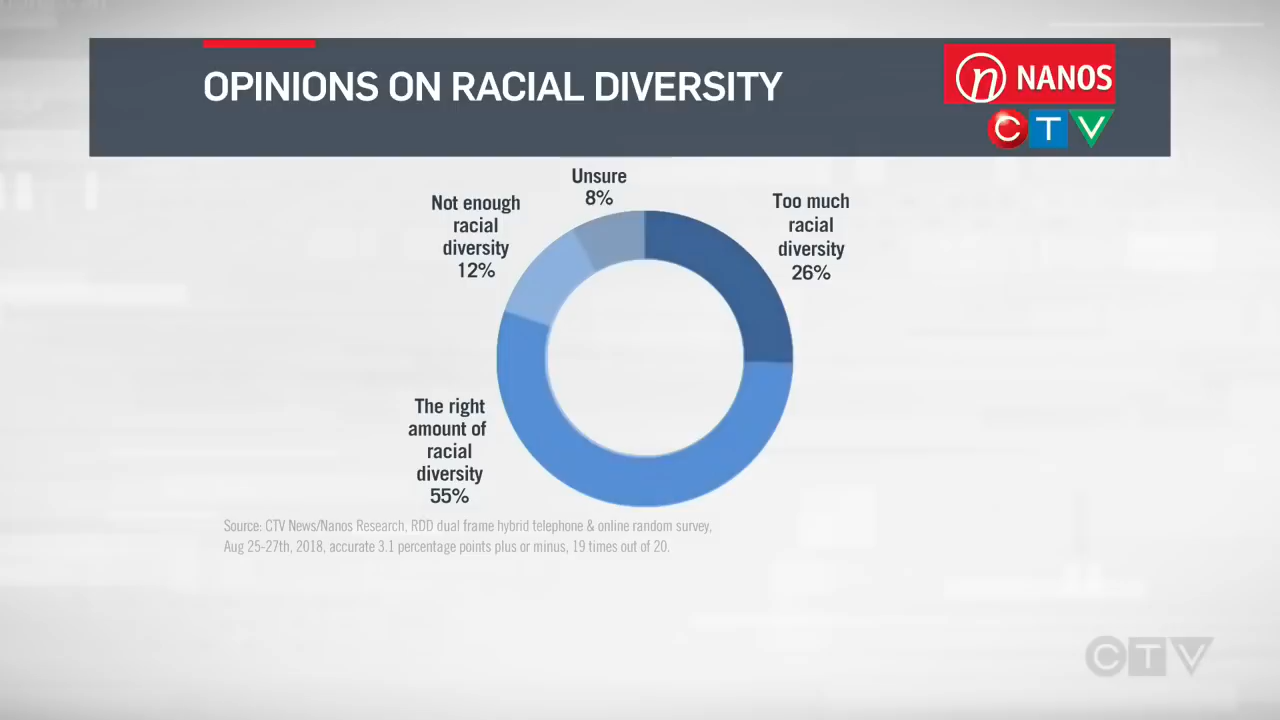 OPINIONS ON RACIAL DIVERSITY
NANOS
CTV
Unsure
8%
Not enough
racial
diversity
12%
Too much
racial
diversity
26%
The right
amount of
racial
diversity
55%
Source: CTV News/Nanos Research, RDD dual frame hybrid telephone & online random survey,
Aug 25-27th, 2018, accurate 3.1 percentage points plus or minus, 19 times out of 20.
CTV